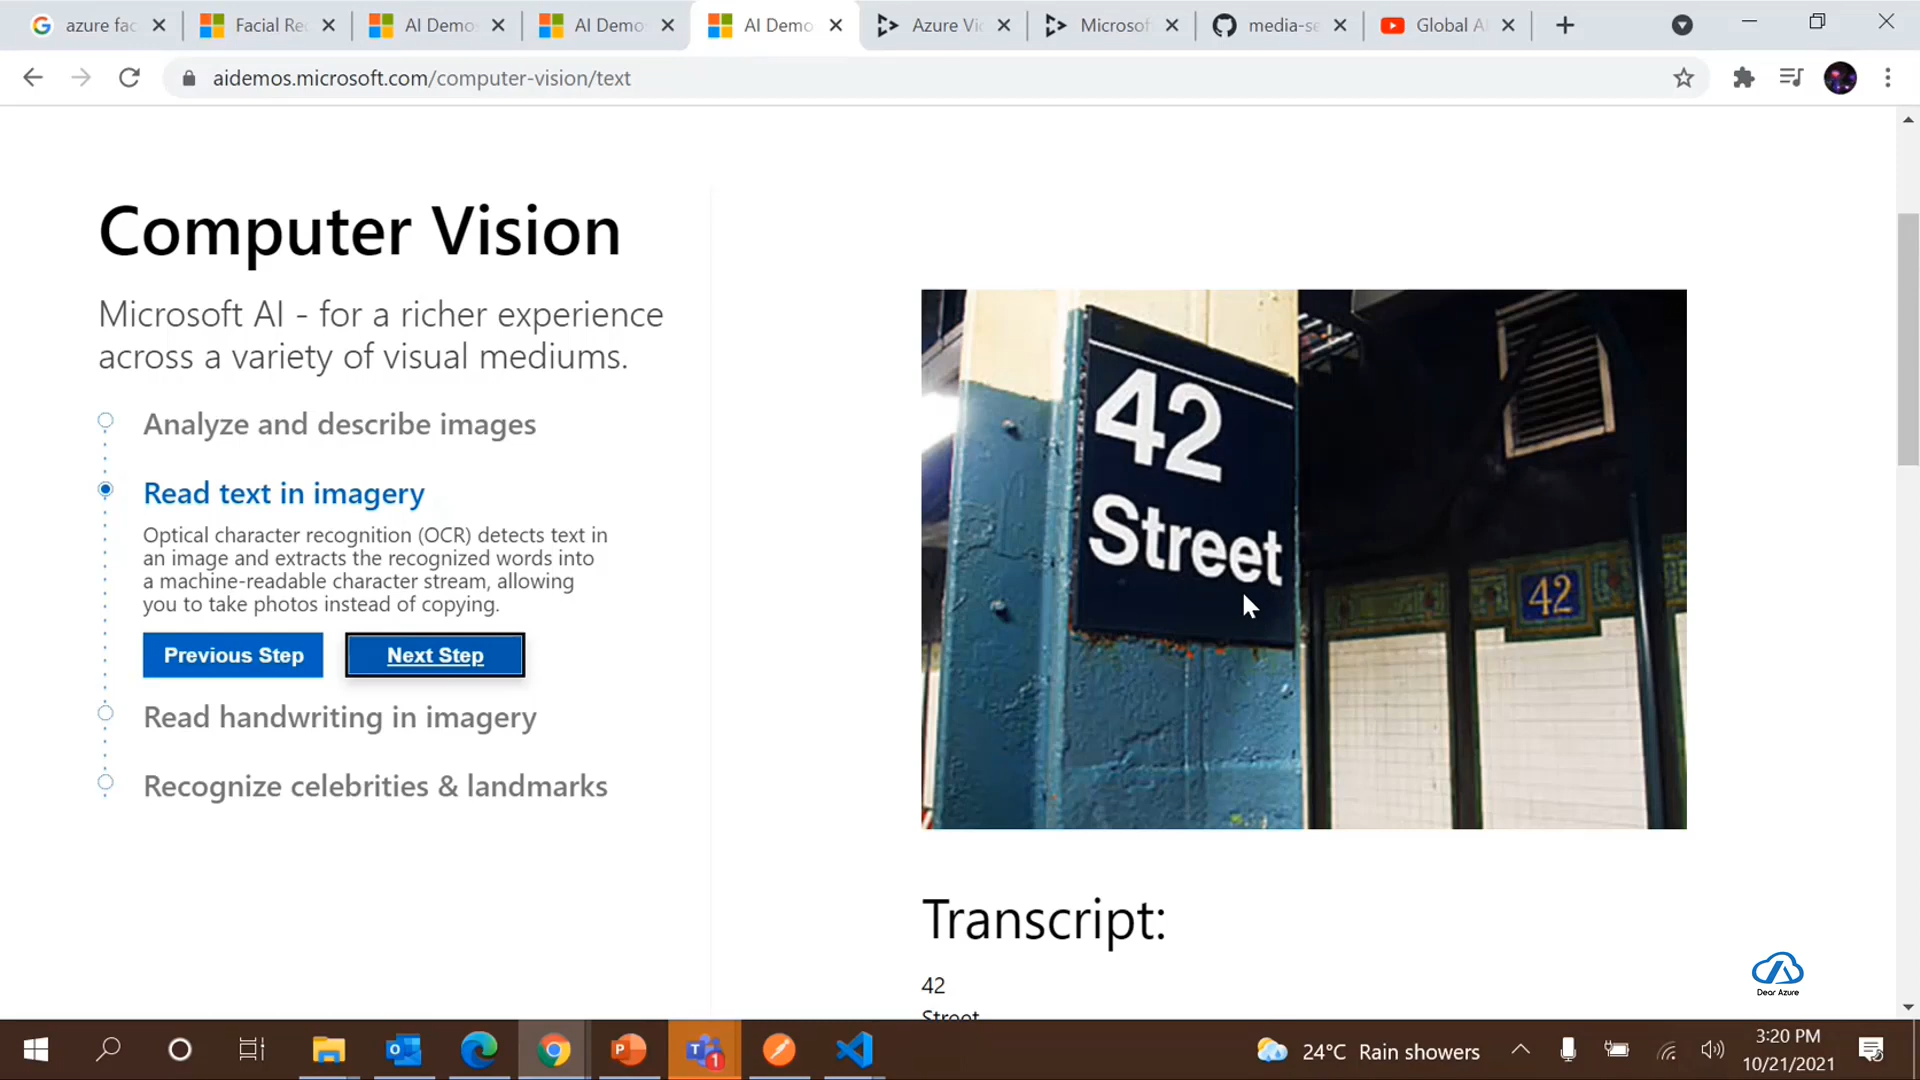 azure fac
Facial Re
AI Demo
AI Demo
AI Demo
Azure Vi
Microsof
media-se
Global A
aidemos.microsoft.com/computer-vision/text
Computer Vision
Microsoft AI - for a richer experience
across a variety of visual mediums.
Analyze and describe images
Read text in imagery
Optical character recognition (OCR) detects text in
an image and extracts the recognized words into
a machine-readable character stream, allowing
you to take photos instead of copying.
Previous Step
Next Step
Read handwriting in imagery
Recognize celebrities & landmarks
42
Street
42
Transcript:
42
Street
Dear Azure
1
24°C Rain showers
3:20 PM
10/21/2021